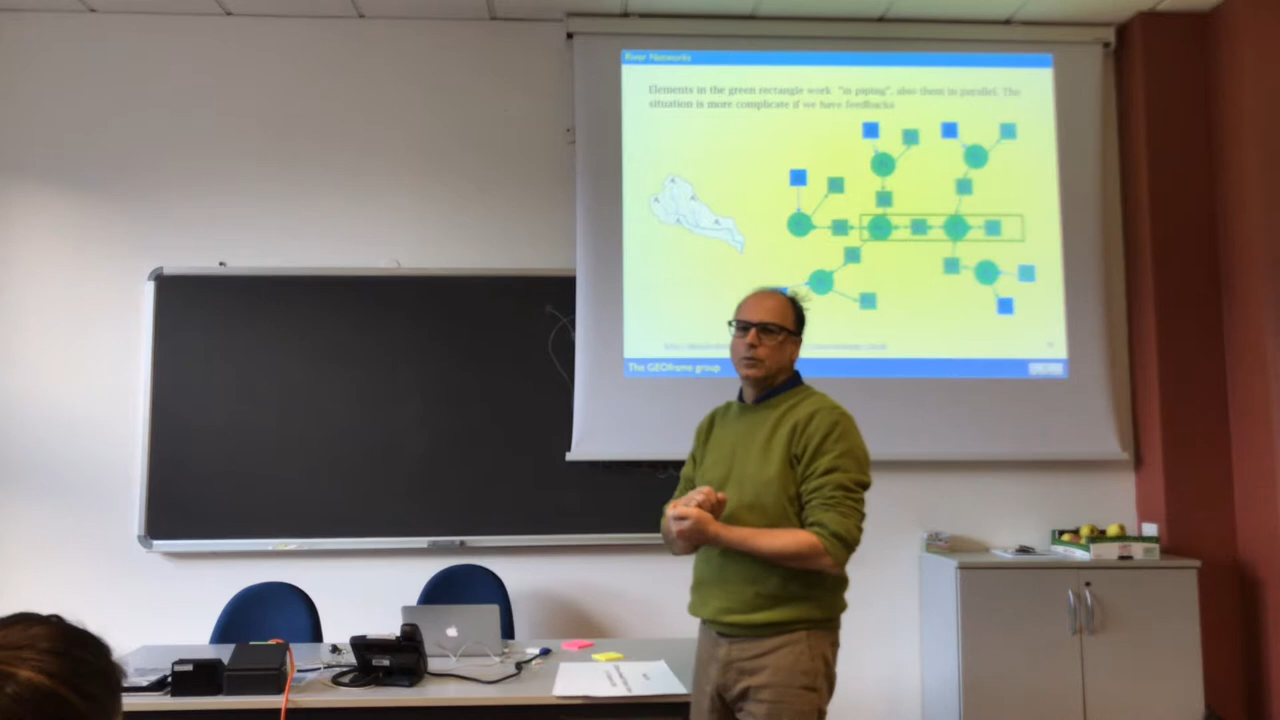 River Networks
Elements in the green rectangle work "in piping", also them in parallel. The
situation is more complicate if we have feedbacks
The GEOframe group